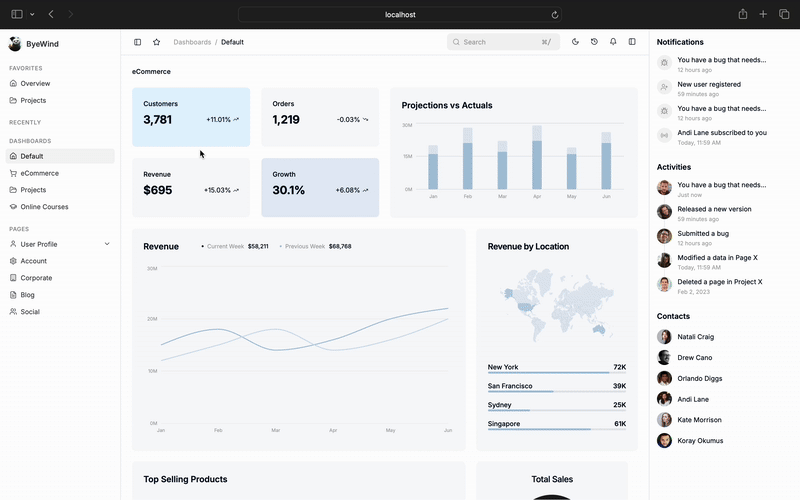 localhost
ByeWind
FAVORITES
Overview
Projects
RECENTLY
DASHBOARDS
Default
eCommerce
Projects
Online Courses
PAGES
User Profile
Account
Corporate
Blog
Social
Dashboards / Default
Search ⌘/
eCommerce
Customers
3,781 +11.01%
Orders
1,219 -0.03%
Revenue
$695 +15.03%
Growth
30.1% +6.08%
Projections vs Actuals
30M
15M
0M
Jan Feb Mar Apr May Jun
Revenue • Current Week $58,211 • Previous Week $68,768
30M
20M
10M
0M
Jan Feb Mar Apr May Jun
Revenue by Location
New York 72K
San Francisco 39K
Sydney 25K
Singapore 61K
Top Selling Products
Total Sales
Notifications
You have a bug that needs...
12 hours ago
New user registered
59 minutes ago
You have a bug that needs...
12 hours ago
Andi Lane subscribed to you
Today, 11:59 AM
Activities
You have a bug that needs...
Just now
Released a new version
59 minutes ago
Submitted a bug
12 hours ago
Modified a data in Page X
Today, 11:59 AM
Deleted a page in Project X
Feb 2, 2023
Contacts
Natali Craig
Drew Cano
Orlando Diggs
Andi Lane
Kate Morrison
Koray Okumus